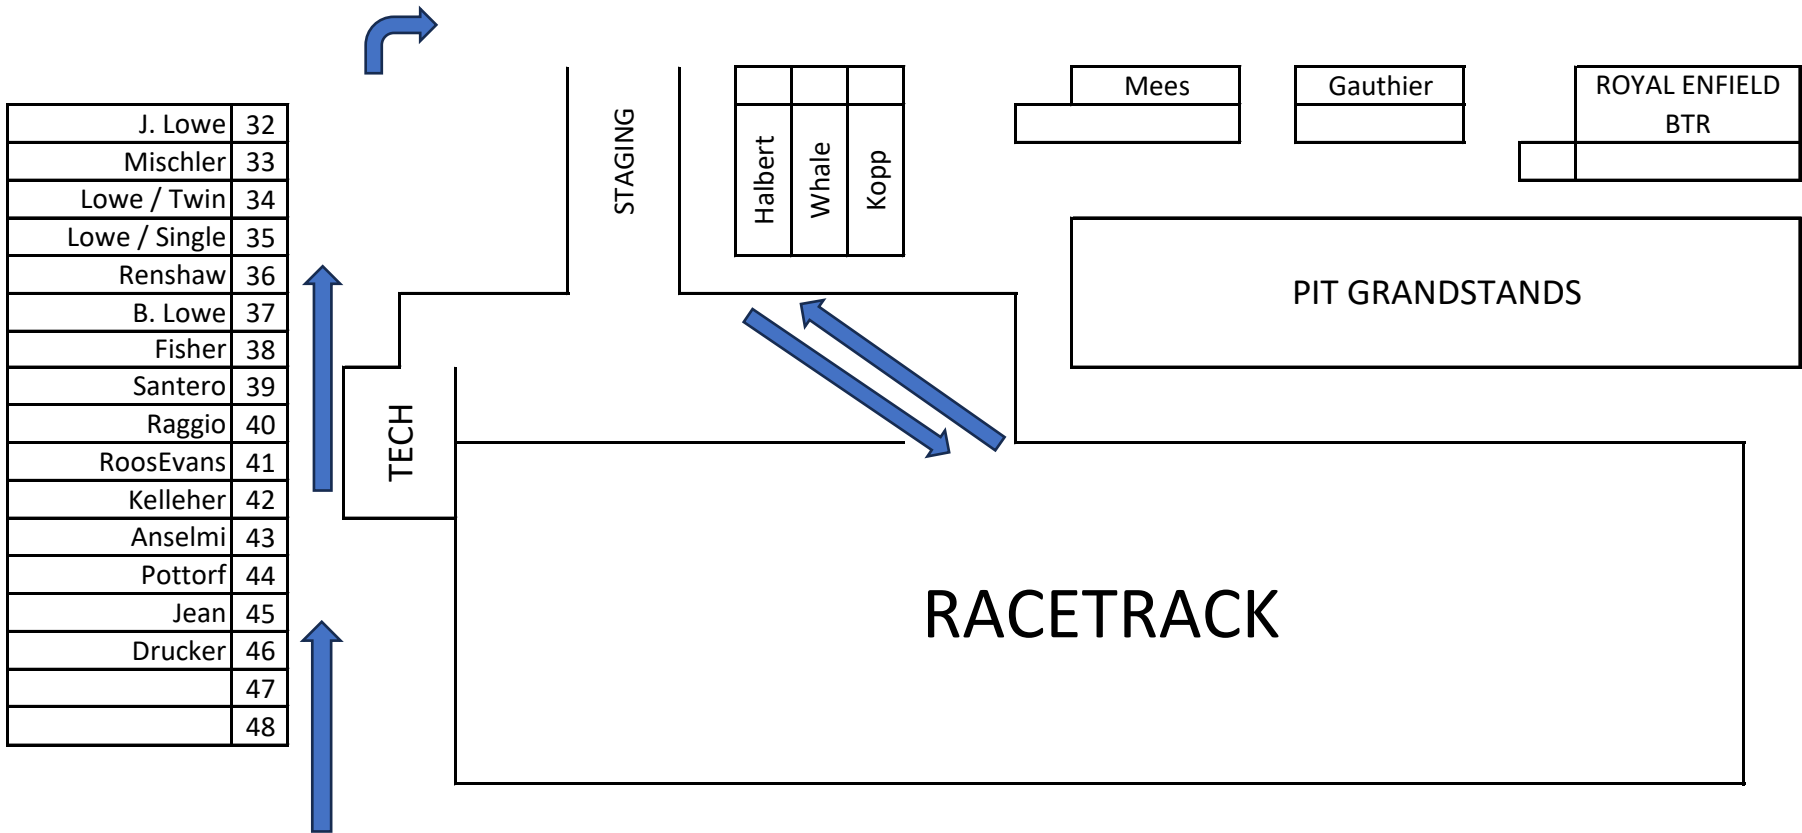 J. Lowe 32
Mischler 33
Lowe / Twin 34
Lowe / Single 35
Renshaw 36
B. Lowe 37
Fisher 38
Santero 39
Raggio 40
RoosEvans 41
Kelleher 42
Anselmi 43
Pottorf 44
Jean 45
Drucker 46
47
48
STAGING
Halbert
Whale
Kopp
Mees
Gauthier
ROYAL ENFIELD
BTR
PIT GRANDSTANDS
TECH
RACETRACK